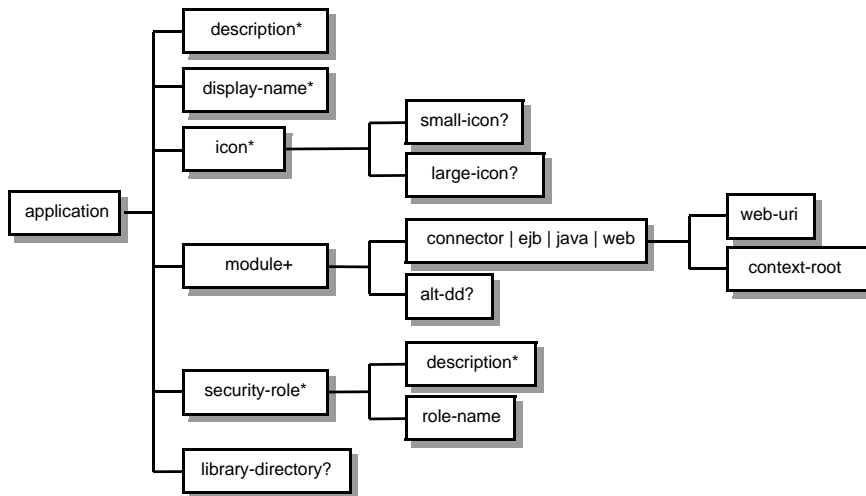 description*
display-name*
icon*
small-icon?
large-icon?
application
module+
connector | ejb | java | web
web-uri
context-root
alt-dd?
security-role*
description*
role-name
library-directory?